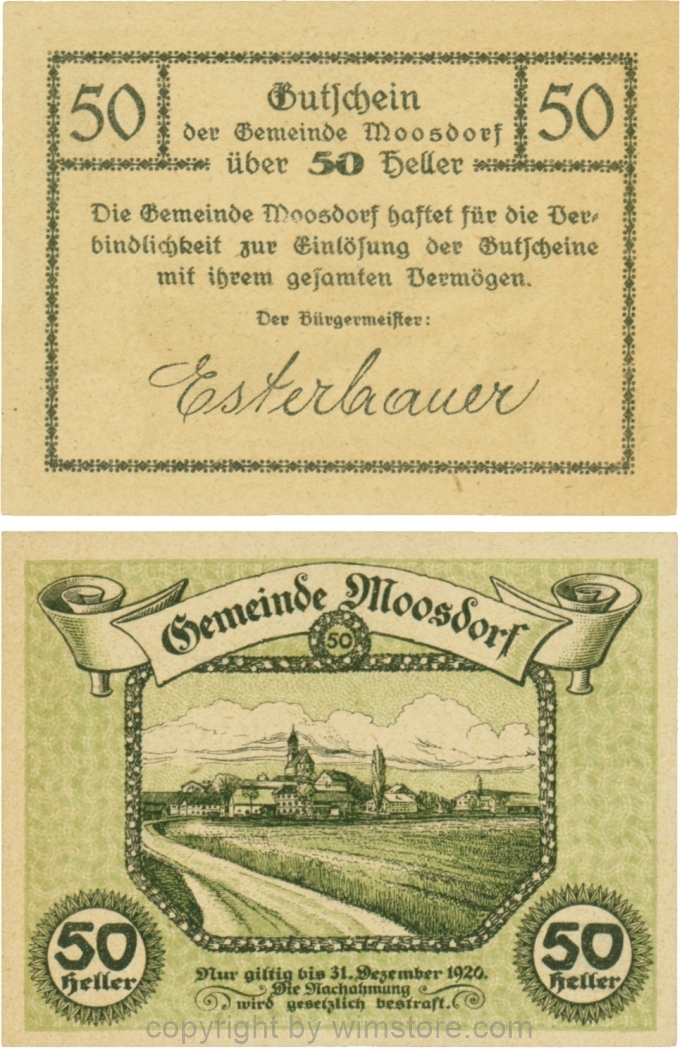 50
50
Gutschein
der Gemeinde Moosdorf
über 50 Heller
Die Gemeinde Moosdorf haftet für die Ver-
bindlichkeit zur Einlösung der Gutscheine
mit ihrem gesamten Vermögen.
Der Bürgermeister:
Esterbauer
Gemeinde Moosdorf
50
50
Heller
50
Heller
Nur giltig bis 31. Dezember 1920.
Die Nachahmung
wird gesetzlich bestraft.
copyright by wimstore.com